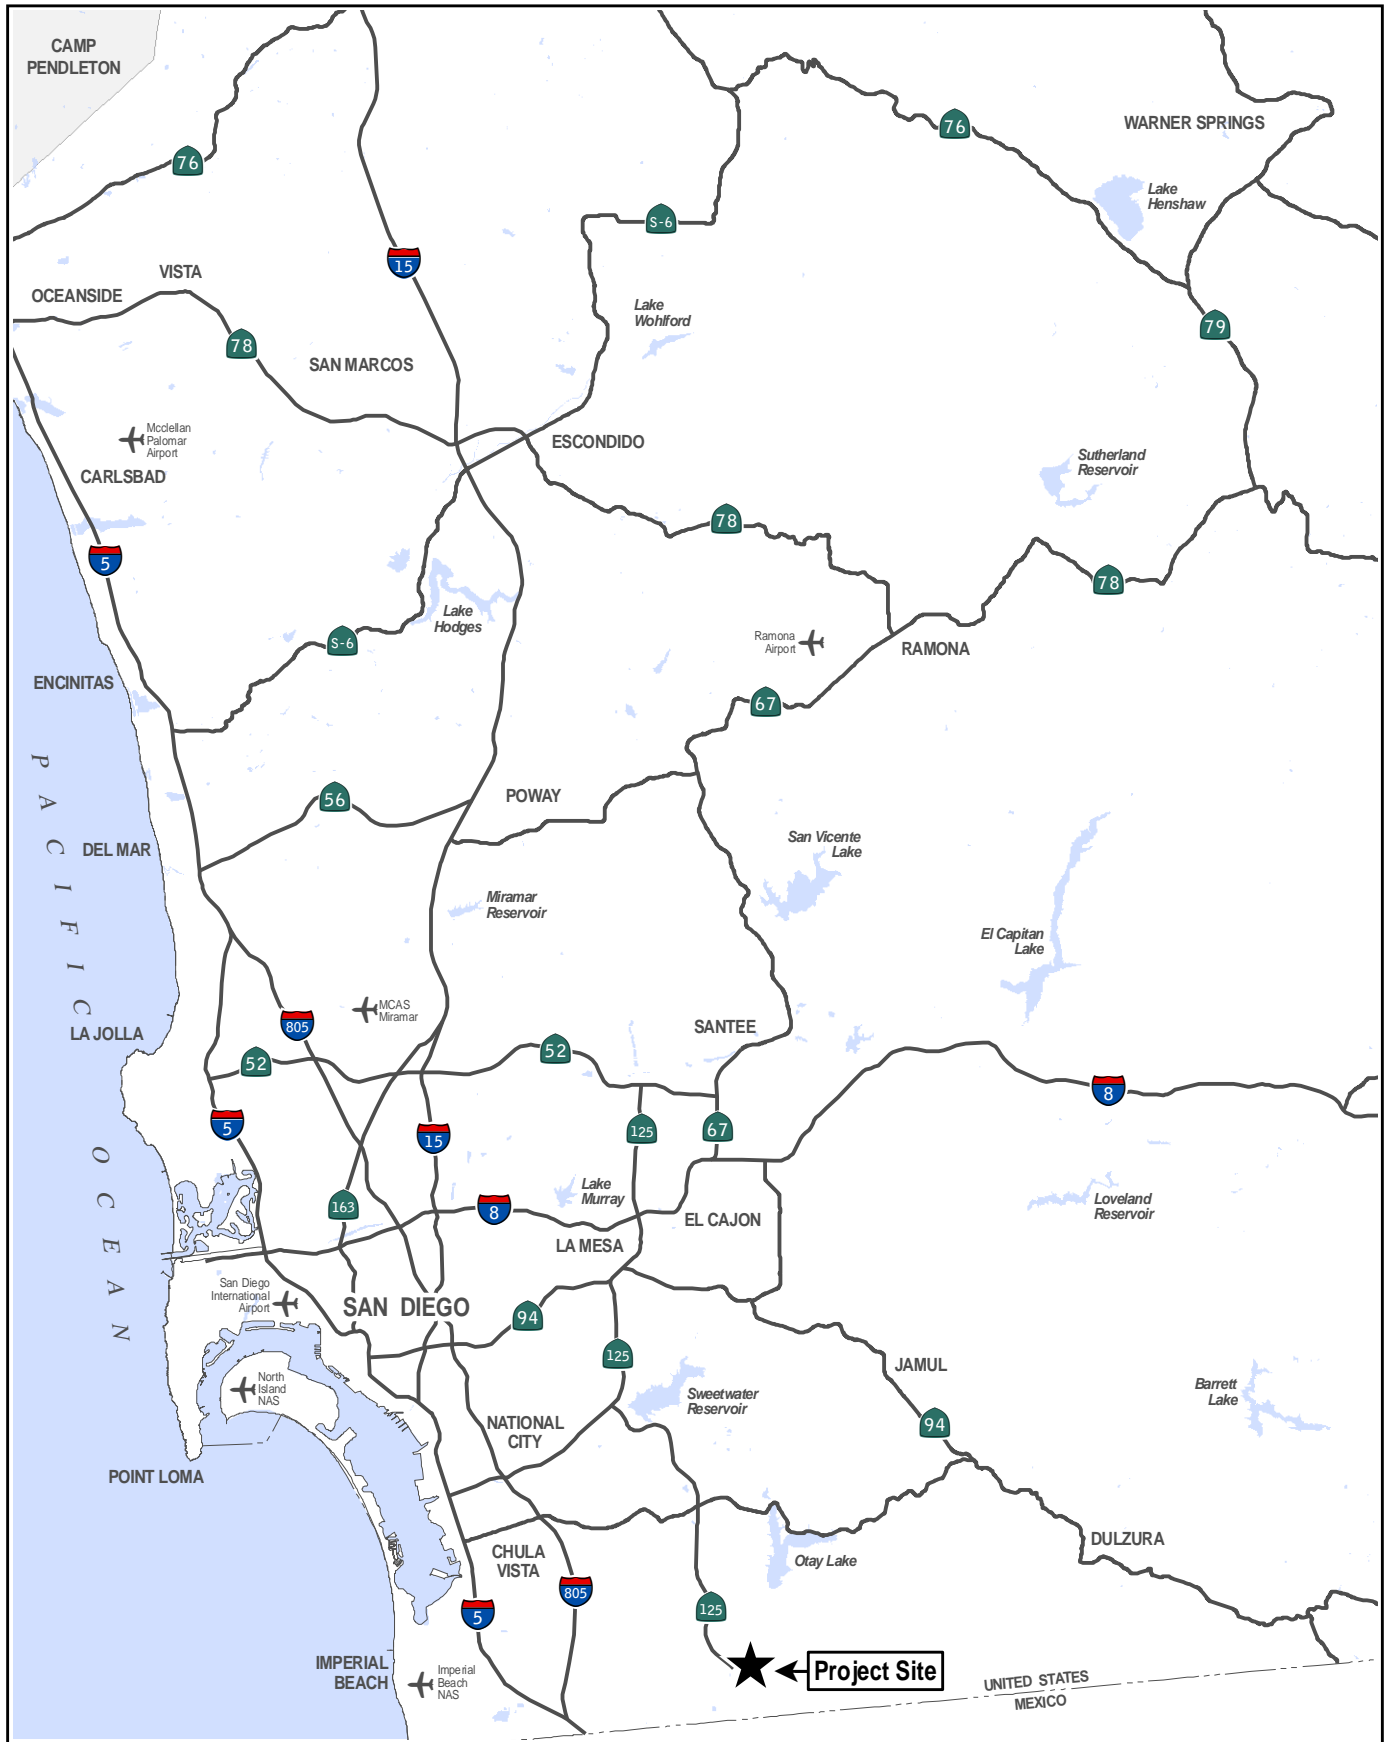 CAMP
PENDLETON
76
WARNER SPRINGS
76
Lake
Henshaw
S-6
15
VISTA
OCEANSIDE
Lake
Wohlford
79
78
SAN MARCOS
Mcclellan
Palomar
Airport
ESCONDIDO
CARLSBAD
Sutherland
Reservoir
78
5
78
Lake
Hodges
S-6
Ramona
Airport
RAMONA
ENCINITAS
67
PACIFIC
56
POWAY
DEL MAR
San Vicente
Lake
Miramar
Reservoir
El Capitan
Lake
MCAS
Miramar
805
SANTEE
LA JOLLA
52
52
8
5
15
125
67
OCEAN
Lake
Murray
163
8
Loveland
Reservoir
EL CAJON
LA MESA
San Diego
International
Airport
SAN DIEGO
94
125
JAMUL
North
Island
NAS
Sweetwater
Reservoir
Barrett
Lake
NATIONAL
CITY
94
POINT LOMA
DULZURA
CHULA
VISTA
Otay Lake
805
5
125
IMPERIAL
BEACH
Imperial
Beach
NAS
Project Site
UNITED STATES
MEXICO